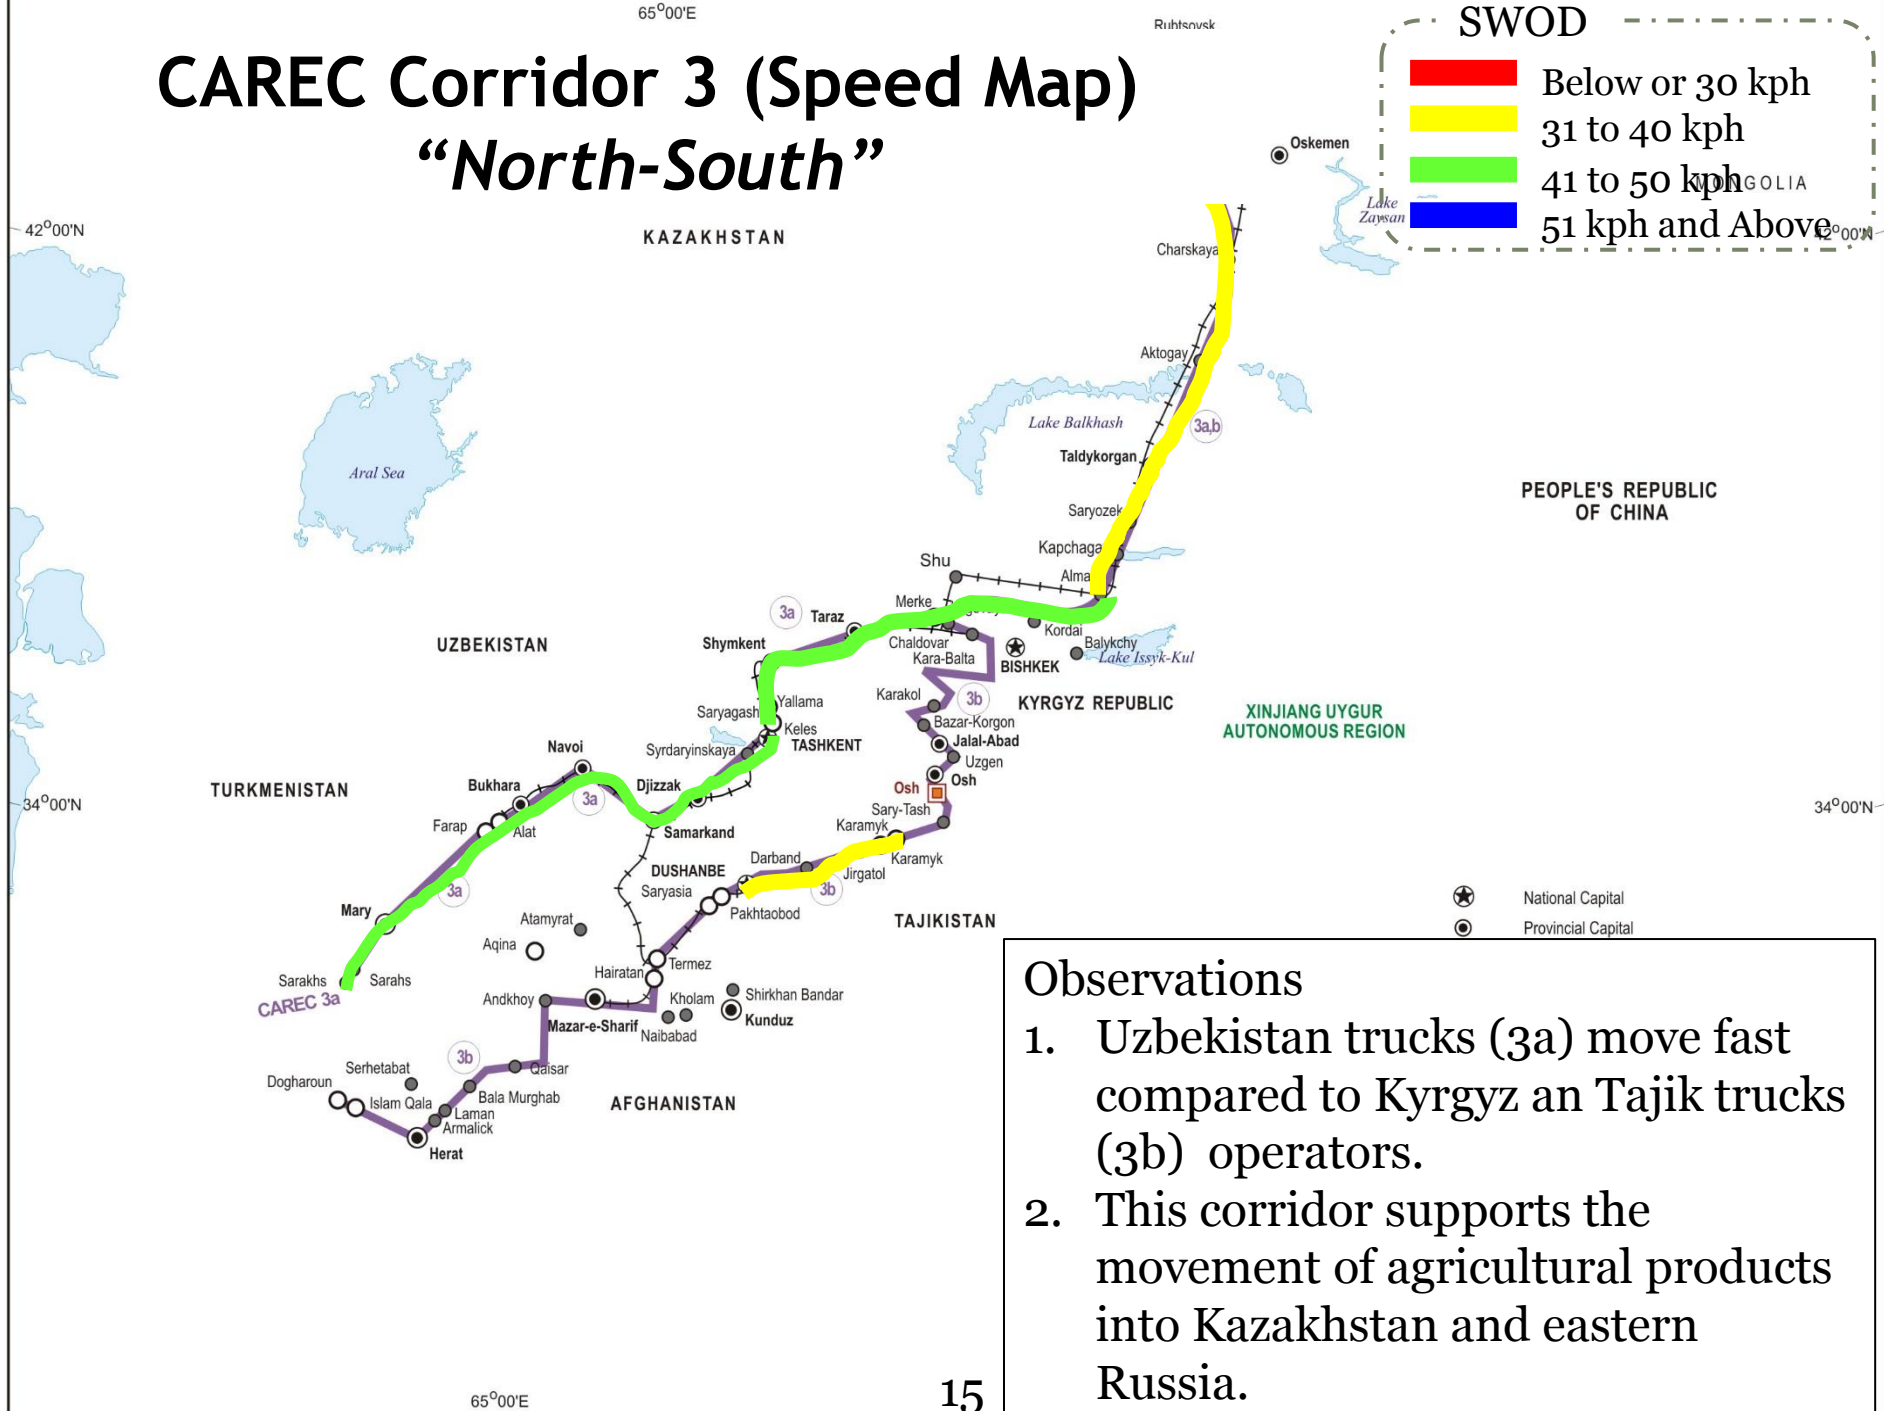 65°00'E
Rubtsovsk
SWOD
CAREC Corridor 3 (Speed Map)
“North-South”
Below or 30 kph
31 to 40 kph
41 to 50 kph
51 kph and Above
Oskemen
MONGOLIA
Lake
Zaysan
42°00'N
42°00'N
KAZAKHSTAN
Charskaya
Aktogay
Lake Balkhash
3a,b
Taldykorgan
Aral Sea
Saryozek
PEOPLE'S REPUBLIC
OF CHINA
Kapchaga
Shu
Alma
Merke
3a
Taraz
Kordai
UZBEKISTAN
Shymkent
Chaldovar
Balykchy
Kara-Balta
BISHKEK
Lake Issyk-Kul
Karakol
3b
KYRGYZ REPUBLIC
Yallama
Saryagash
Bazar-Korgon
XINJIANG UYGUR
AUTONOMOUS REGION
Keles
TASHKENT
Jalal-Abad
Navoi
Syrdaryinskaya
Uzgen
TURKMENISTAN
Bukhara
Djizzak
Osh
Osh
3a
34°00'N
34°00'N
Sary-Tash
Farap
Alat
Samarkand
Karamyk
Darband
Karamyk
DUSHANBE
Jirgatol
Saryasia
3a
3b
Mary
Pakhtaobod
TAJIKISTAN
Atamyrat
Aqina
National Capital
Provincial Capital
Termez
Hairatan
Sarakhs
Sarahs
CAREC 3a
Andkhoy
Kholam
Shirkhan Bandar
Mazar-e-Sharif
Naibabad
Kunduz
3b
Serhetabat
Qaisar
Dogharoun
Islam Qala
Bala Murghab
Laman
Armalick
AFGHANISTAN
Herat
Observations
1. Uzbekistan trucks (3a) move fast
compared to Kyrgyz an Tajik trucks
(3b) operators.
2. This corridor supports the
movement of agricultural products
into Kazakhstan and eastern
Russia.
65°00'E
15